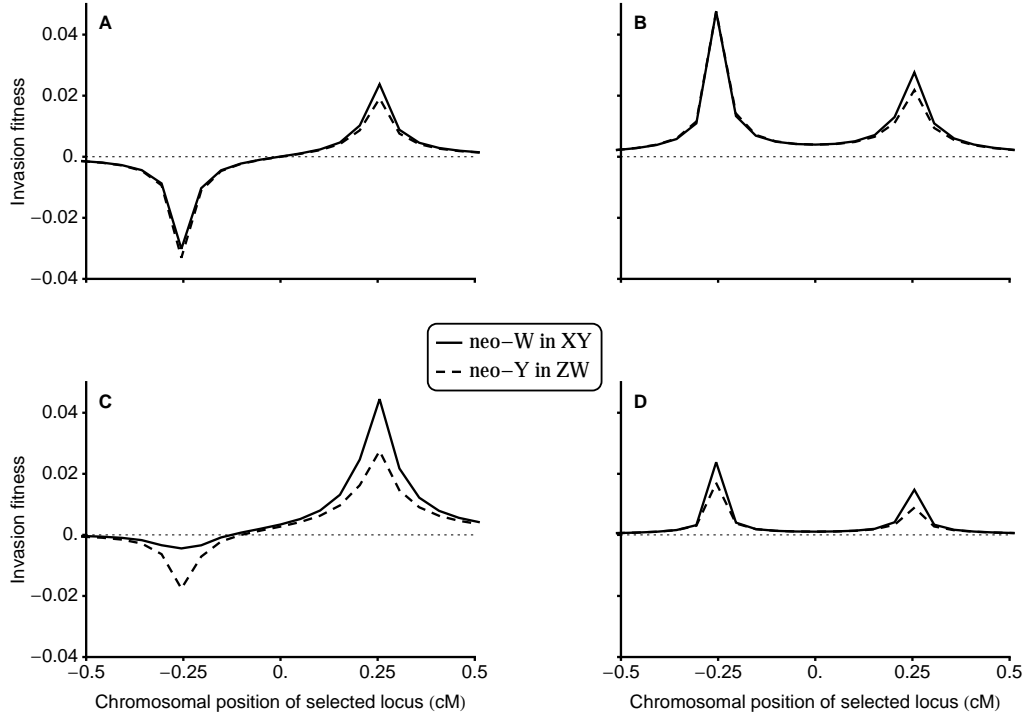 A
B
0.04
0.02
0.
−0.02
−0.04
Invasion fitness
neo−W in XY
neo−Y in ZW
C
D
0.04
0.02
0.
−0.02
−0.04
Invasion fitness
−0.5 −0.25 0. 0.25 0.5
−0.5 −0.25 0. 0.25 0.5
Chromosomal position of selected locus (cM)
Chromosomal position of selected locus (cM)